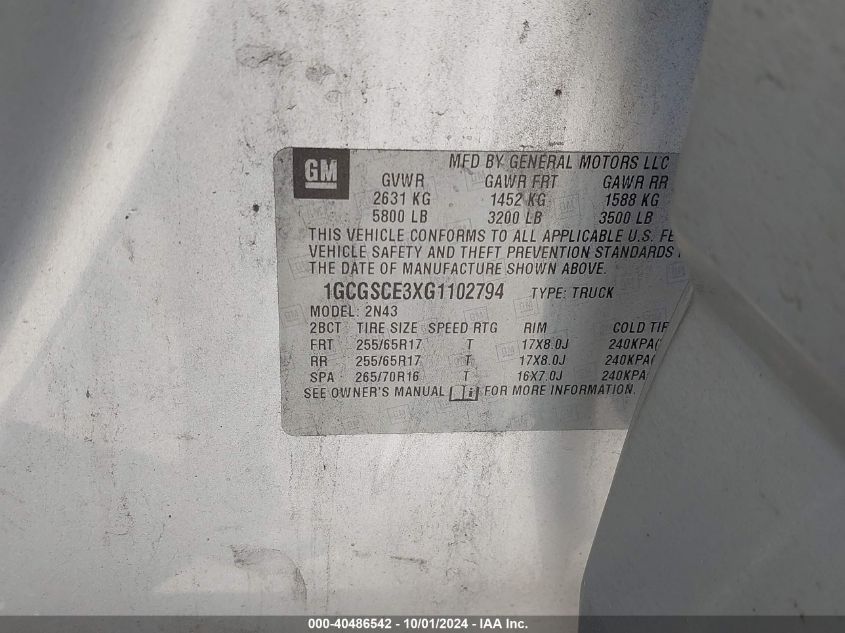 GM
MFD BY GENERAL MOTORS LLC
GVWR GAWR FRT GAWR RR
2631 KG 1452 KG 1588 KG
5800 LB 3200 LB 3500 LB
THIS VEHICLE CONFORMS TO ALL APPLICABLE U.S. FE
VEHICLE SAFETY AND THEFT PREVENTION STANDARDS
THE DATE OF MANUFACTURE SHOWN ABOVE.
1GCGSCE3XG1102794 TYPE: TRUCK
MODEL: 2N43
2BCT TIRE SIZE SPEED RTG RIM COLD TIF
FRT 255/65R17 T 17X8.0J 240KPA(
RR 255/65R17 T 17X8.0J 240KPA(
SPA 265/70R16 T 16X7.0J 240KPA
SEE OWNER'S MANUAL i FOR MORE INFORMATION.
000-40486542 - 10/01/2024 - IAA Inc.